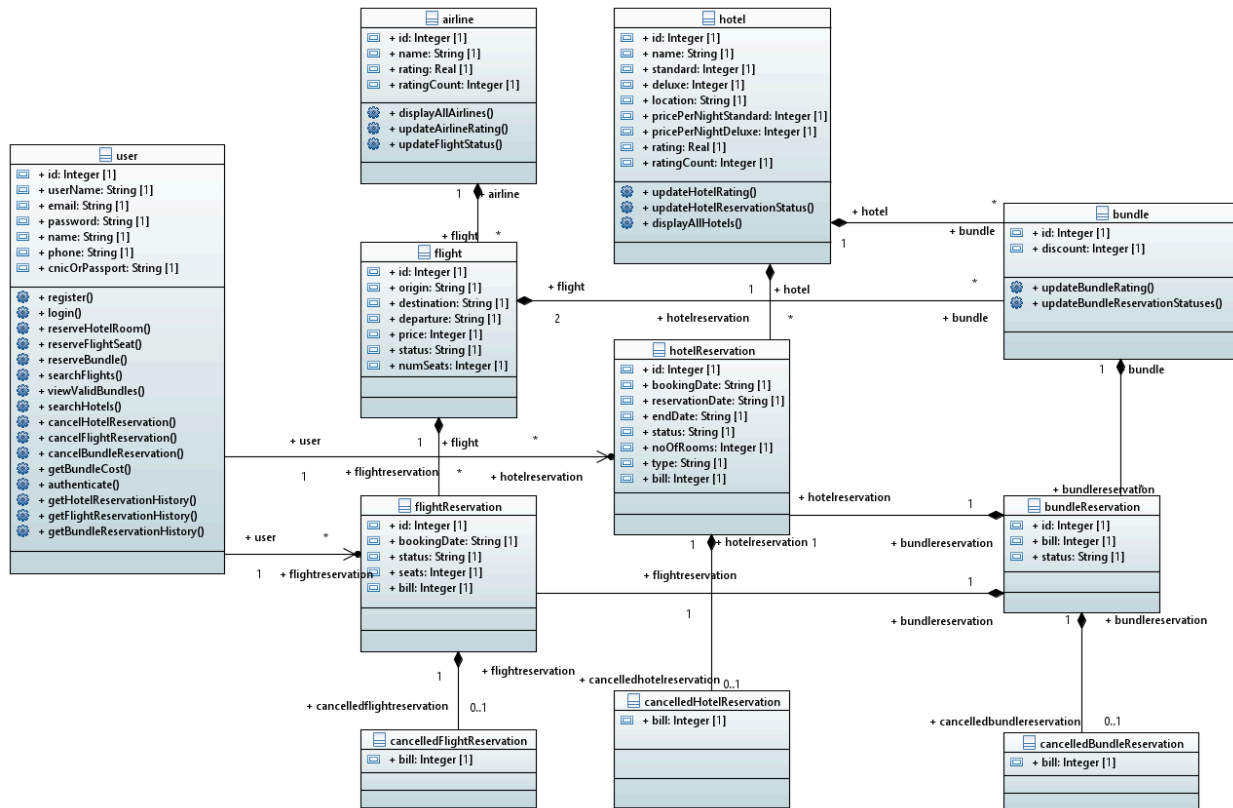 airline
+ id: Integer [1]
+ name: String [1]
+ rating: Real [1]
+ ratingCount: Integer [1]
+ displayAllAirlines()
+ updateAirlineRating()
+ updateFlightStatus()
hotel
+ id: Integer [1]
+ name: String [1]
+ standard: Integer [1]
+ deluxe: Integer [1]
+ location: String [1]
+ pricePerNightStandard: Integer [1]
+ pricePerNightDeluxe: Integer [1]
+ rating: Real [1]
+ ratingCount: Integer [1]
+ updateHotelRating()
+ updateHotelReservationStatus()
+ displayAllHotels()
user
+ id: Integer [1]
+ userName: String [1]
+ email: String [1]
+ password: String [1]
+ name: String [1]
+ phone: String [1]
+ cnicOrPassport: String [1]
+ register()
+ login()
+ reserveHotelRoom()
+ reserveFlightSeat()
+ reserveBundle()
+ searchFlights()
+ viewValidBundles()
+ searchHotels()
+ cancelHotelReservation()
+ cancelFlightReservation()
+ cancelBundleReservation()
+ getBundleCost()
+ authenticate()
+ getHotelReservationHistory()
+ getFlightReservationHistory()
+ getBundleReservationHistory()
1
+ airline
+ flight
*
+ hotel
*
1
+ bundle
bundle
+ id: Integer [1]
+ discount: Integer [1]
+ updateBundleRating()
+ updateBundleReservationStatuses()
flight
+ id: Integer [1]
+ origin: String [1]
+ destination: String [1]
+ departure: String [1]
+ price: Integer [1]
+ status: String [1]
+ numSeats: Integer [1]
+ flight
*
2
+ bundle
1
+ hotel
+ hotelreservation
*
hotelReservation
+ id: Integer [1]
+ bookingDate: String [1]
+ reservationDate: String [1]
+ endDate: String [1]
+ status: String [1]
+ noOfRooms: Integer [1]
+ type: String [1]
+ bill: Integer [1]
1
+ bundle
+ bundlereservation
*
+ user
*
1
+ hotelreservation
1
+ flight
+ flightreservation
*
flightReservation
+ id: Integer [1]
+ bookingDate: String [1]
+ status: String [1]
+ seats: Integer [1]
+ bill: Integer [1]
+ user
*
1
+ flightreservation
+ hotelreservation
1
1
+ bundlereservation
bundleReservation
+ id: Integer [1]
+ bill: Integer [1]
+ status: String [1]
+ flightreservation
1
1
+ bundlereservation
1
+ hotelreservation
+ cancelledhotelreservation
0..1
1
+ flightreservation
+ cancelledflightreservation
0..1
1
+ bundlereservation
+ cancelledbundlereservation
0..1
cancelledFlightReservation
+ bill: Integer [1]
cancelledHotelReservation
+ bill: Integer [1]
cancelledBundleReservation
+ bill: Integer [1]